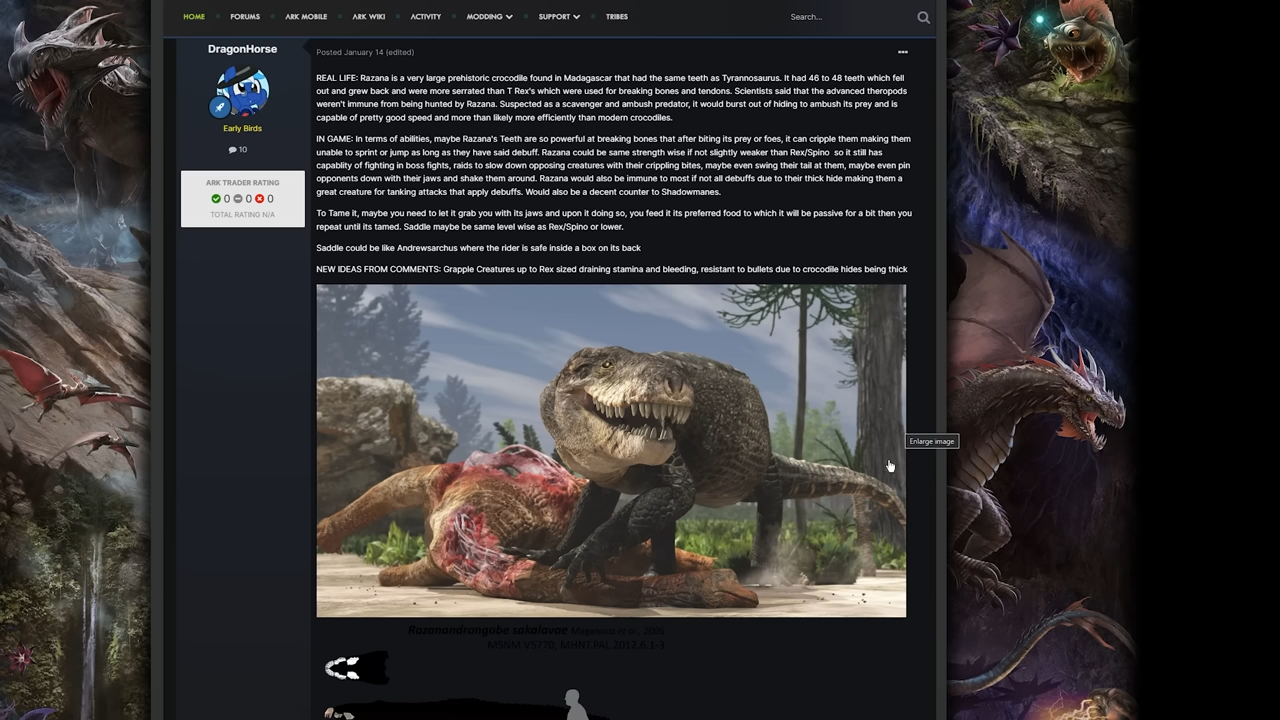 HOME FORUMS ARK MOBILE ARK WIKI ACTIVITY MODDING SUPPORT TRIBES Search...
DragonHorse
Early Birds
10
ARK TRADER RATING
0 0 0
TOTAL RATING N/A
Posted January 14 (edited)
REAL LIFE: Razana is a very large prehistoric crocodile found in Madagascar that had the same teeth as Tyrannosaurus. It had 46 to 48 teeth which fell
out and grew back and were more serrated than T Rex's which were used for breaking bones and tendons. Scientists said that the advanced theropods
weren't immune from being hunted by Razana. Suspected as a scavenger and ambush predator, it would burst out of hiding to ambush its prey and is
capable of pretty good speed and more than likely more efficiently than modern crocodiles.
IN GAME: In terms of abilities, maybe Razana's Teeth are so powerful at breaking bones that after biting its prey or foes, it can cripple them making them
unable to sprint or jump as long as they have said debuff. Razana could be same strength wise if not slightly weaker than Rex/Spino so it still has
capablity of fighting in boss fights, raids to slow down opposing creatures with their crippling bites, maybe even swing their tail at them, maybe even pin
opponents down with their jaws and shake them around. Razana would also be immune to most if not all debuffs due to their thick hide making them a
great creature for tanking attacks that apply debuffs. Would also be a decent counter to Shadowmanes.
To Tame it, maybe you need to let it grab you with its jaws and upon it doing so, you feed it its preferred food to which it will be passive for a bit then you
repeat until its tamed. Saddle maybe be same level wise as Rex/Spino or lower.
Saddle could be like Andrewsarchus where the rider is safe inside a box on its back
NEW IDEAS FROM COMMENTS: Grapple Creatures up to Rex sized draining stamina and bleeding, resistant to bullets due to crocodile hides being thick
Enlarge image
Razanandrongobe sakalavae Maganuco et al., 2006
MSNM V5770, MHNT.PAL.2012.6.1-3